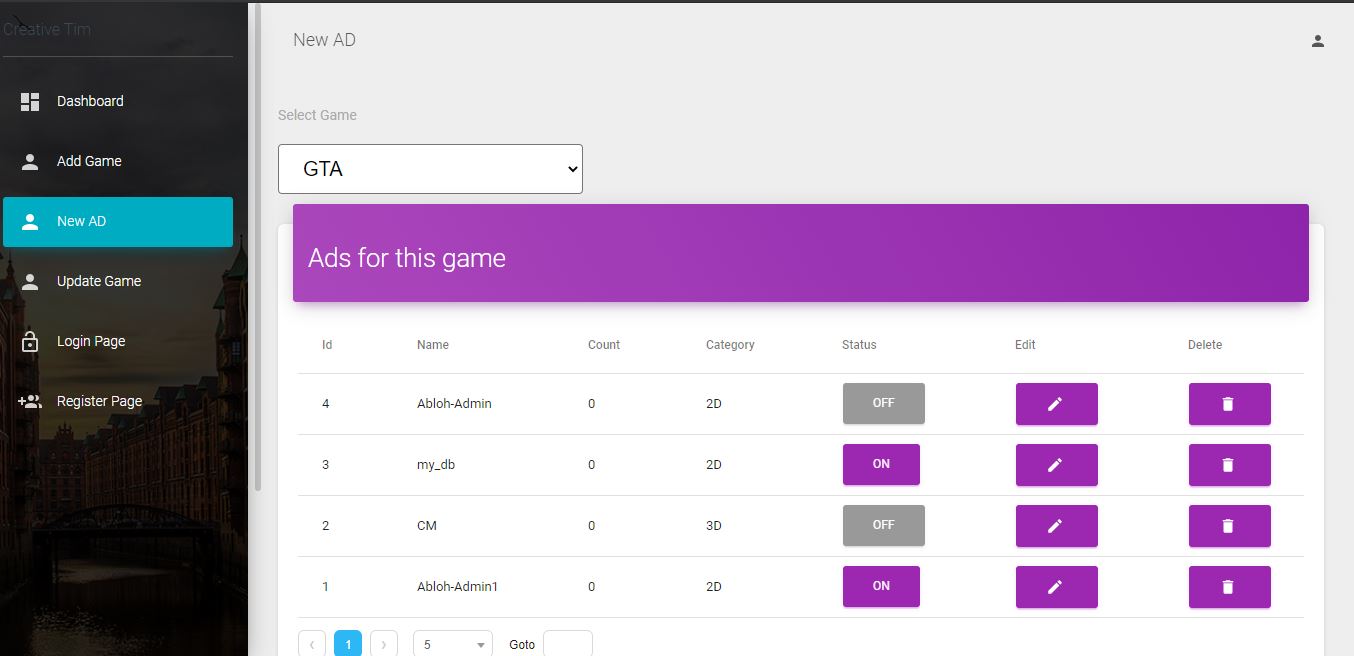 Creative Tim
Dashboard
Add Game
New AD
Update Game
Login Page
Register Page
New AD
Select Game
GTA
Ads for this game
Id Name Count Category Status Edit Delete
4 Abloh-Admin 0 2D OFF
3 my_db 0 2D ON
2 CM 0 3D OFF
1 Abloh-Admin1 0 2D ON
1 5 Goto